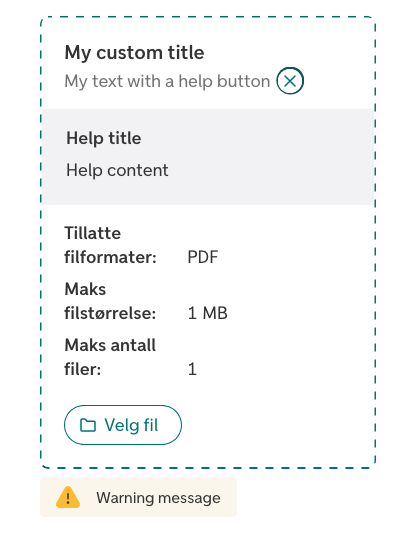 My custom title
My text with a help button
Help title
Help content
Tillatte
filformater: PDF
Maks
filstørrelse: 1 MB
Maks antall
filer: 1
Velg fil
Warning message